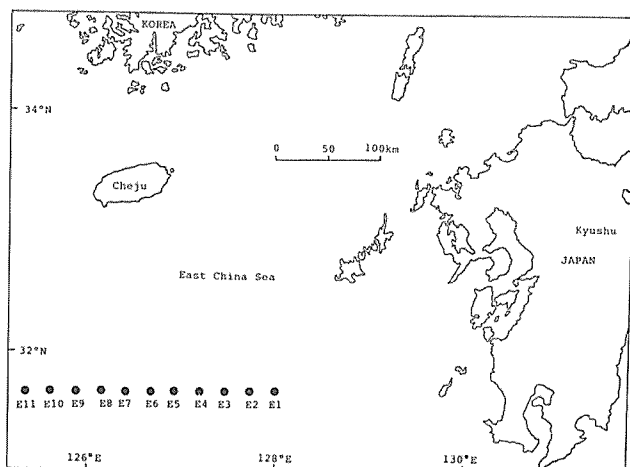 KOREA
34°N
0 50 100km
Cheju
Kyushu
JAPAN
East China Sea
32°N
E11 E10 E9 E8 E7 E6 E5 E4 E3 E2 E1
126°E 128°E 130°E